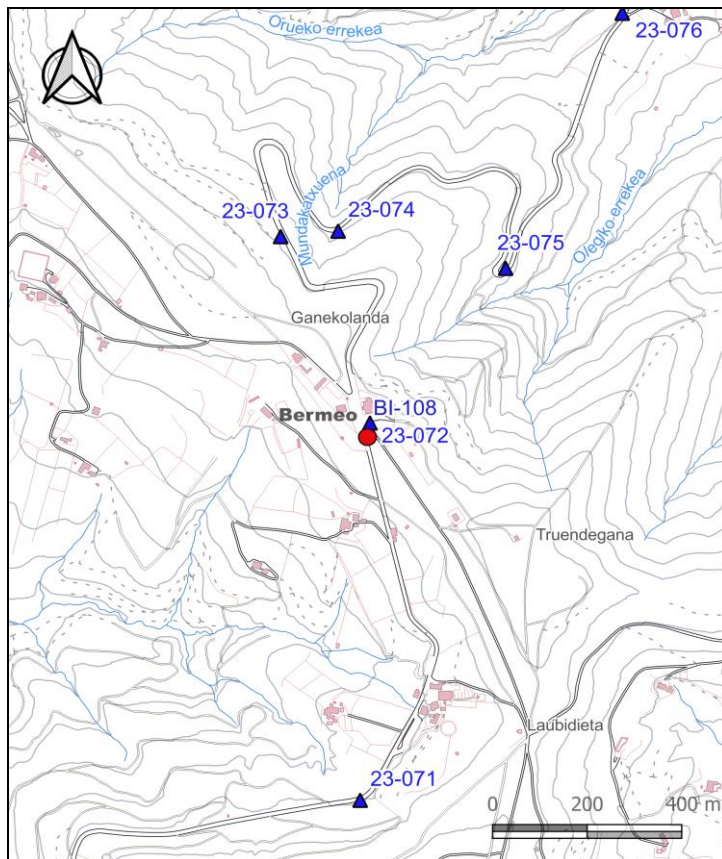 23-076
Orueko errekea
Mundakatxuena
23-073
23-074
23-075
Olegiko errekea
Ganekolanda
BI-108
Bermeo
23-072
Truendegana
Laubidieta
23-071
0 200 400 m